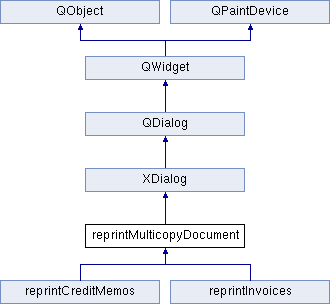 QObject QPaintDevice
QWidget
QDialog
XDialog
reprintMulticopyDocument
reprintCreditMemos reprintInvoices